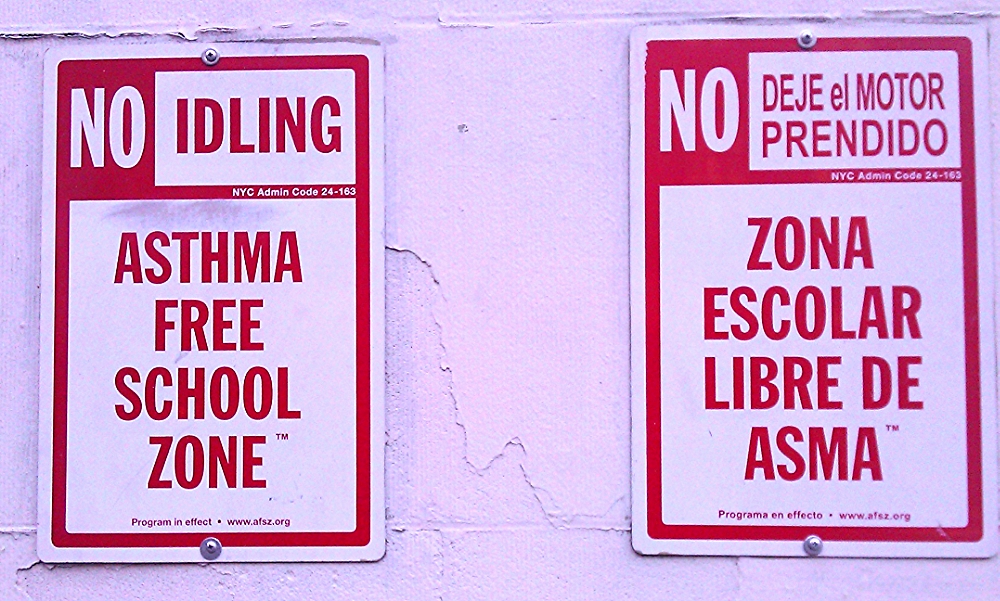 NO IDLING
NYC Admin Code 24-163
ASTHMA
FREE
SCHOOL
ZONE™
Program in effect • www.afsz.org
NO DEJE el MOTOR
PRENDIDO
NYC Admin Code 24-163
ZONA
ESCOLAR
LIBRE DE
ASMA™
Programa en effecto • www.afsz.org